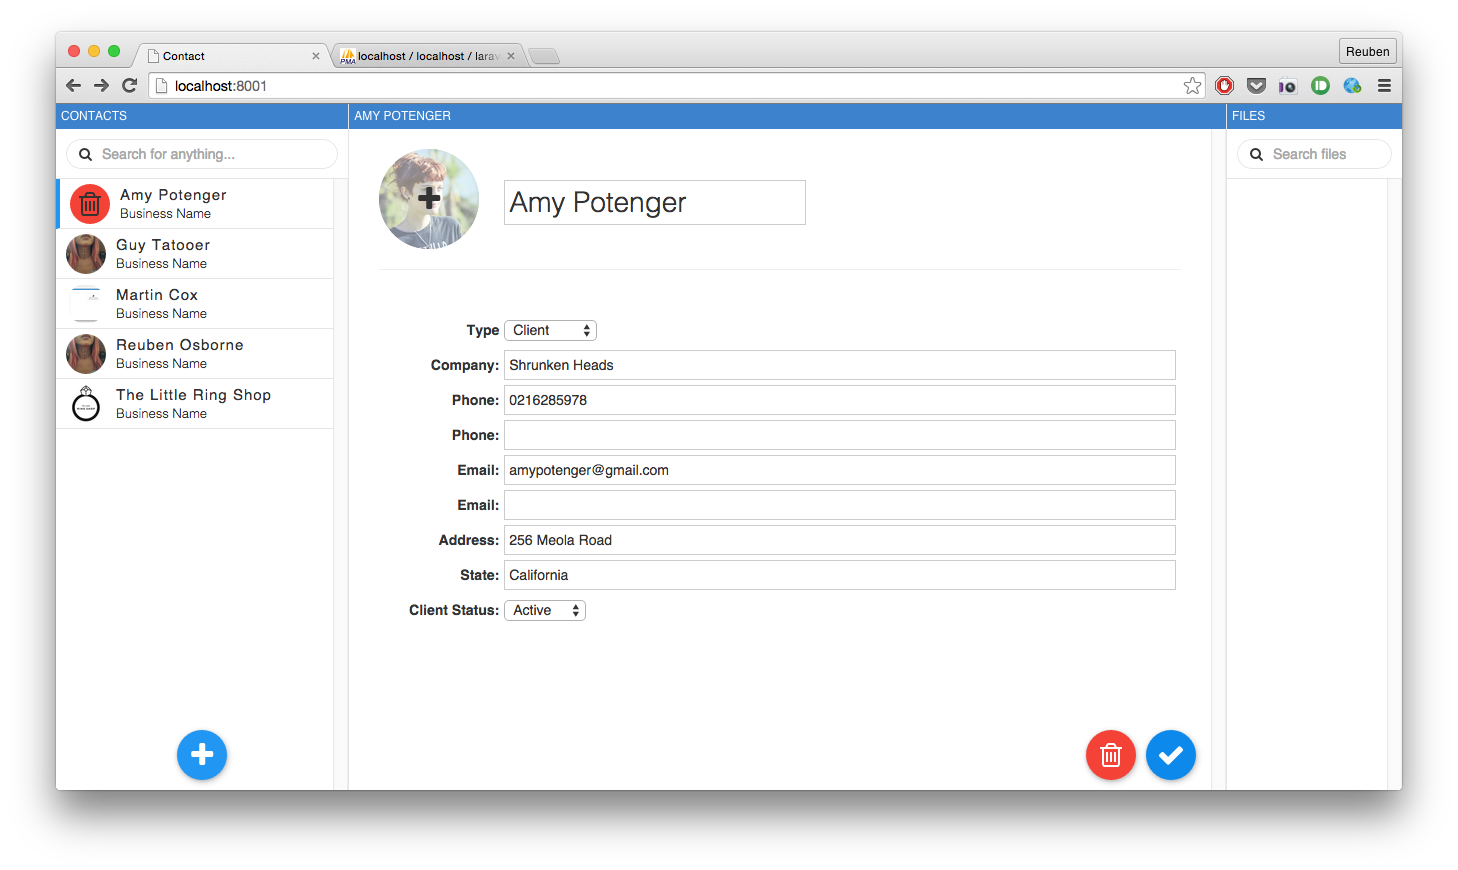 Contact
localhost / localhost / larav
Reuben
localhost:8001
CONTACTS
AMY POTENGER
FILES
Search for anything...
Search files
Amy Potenger
Business Name
Guy Tatooer
Business Name
Martin Cox
Business Name
Reuben Osborne
Business Name
The Little Ring Shop
Business Name
Amy Potenger
Type Client
Company: Shrunken Heads
Phone: 0216285978
Phone:
Email: amypotenger@gmail.com
Email:
Address: 256 Meola Road
State: California
Client Status: Active